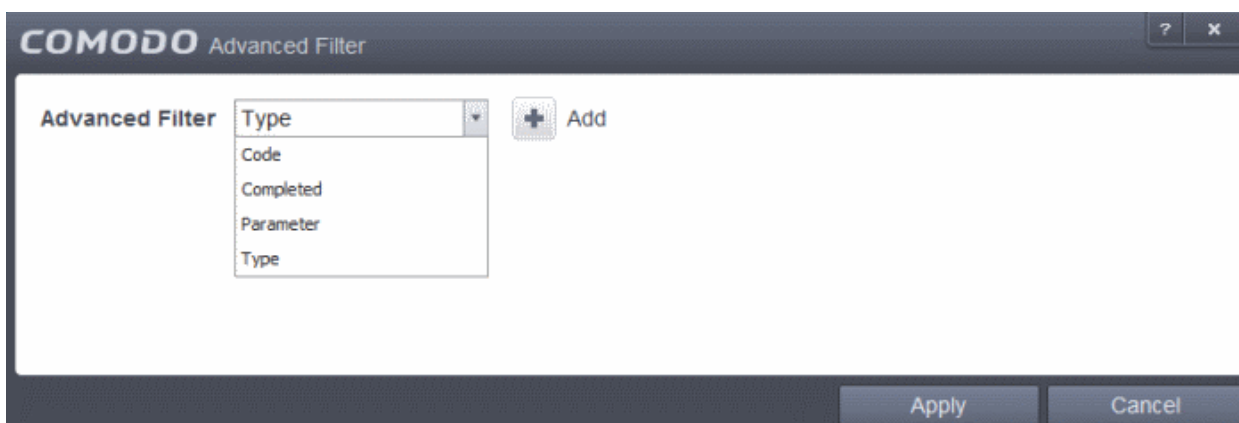 COMODO Advanced Filter ? x
Advanced Filter Type + Add
Code
Completed
Parameter
Type
Apply Cancel